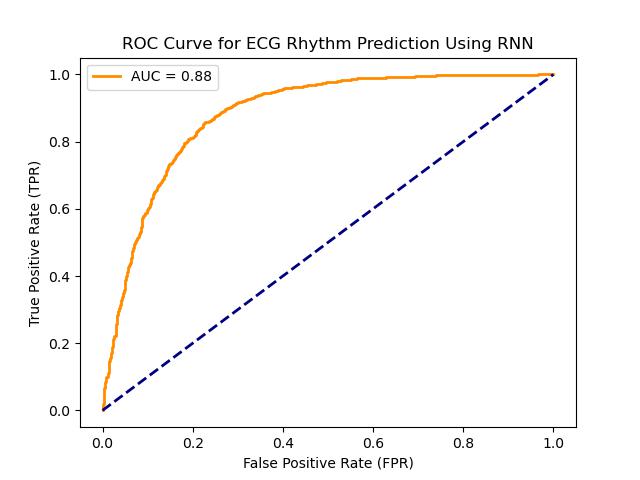 ROC Curve for ECG Rhythm Prediction Using RNN
AUC = 0.88
1.0
0.8
0.6
0.4
0.2
0.0
True Positive Rate (TPR)
0.0 0.2 0.4 0.6 0.8 1.0
False Positive Rate (FPR)